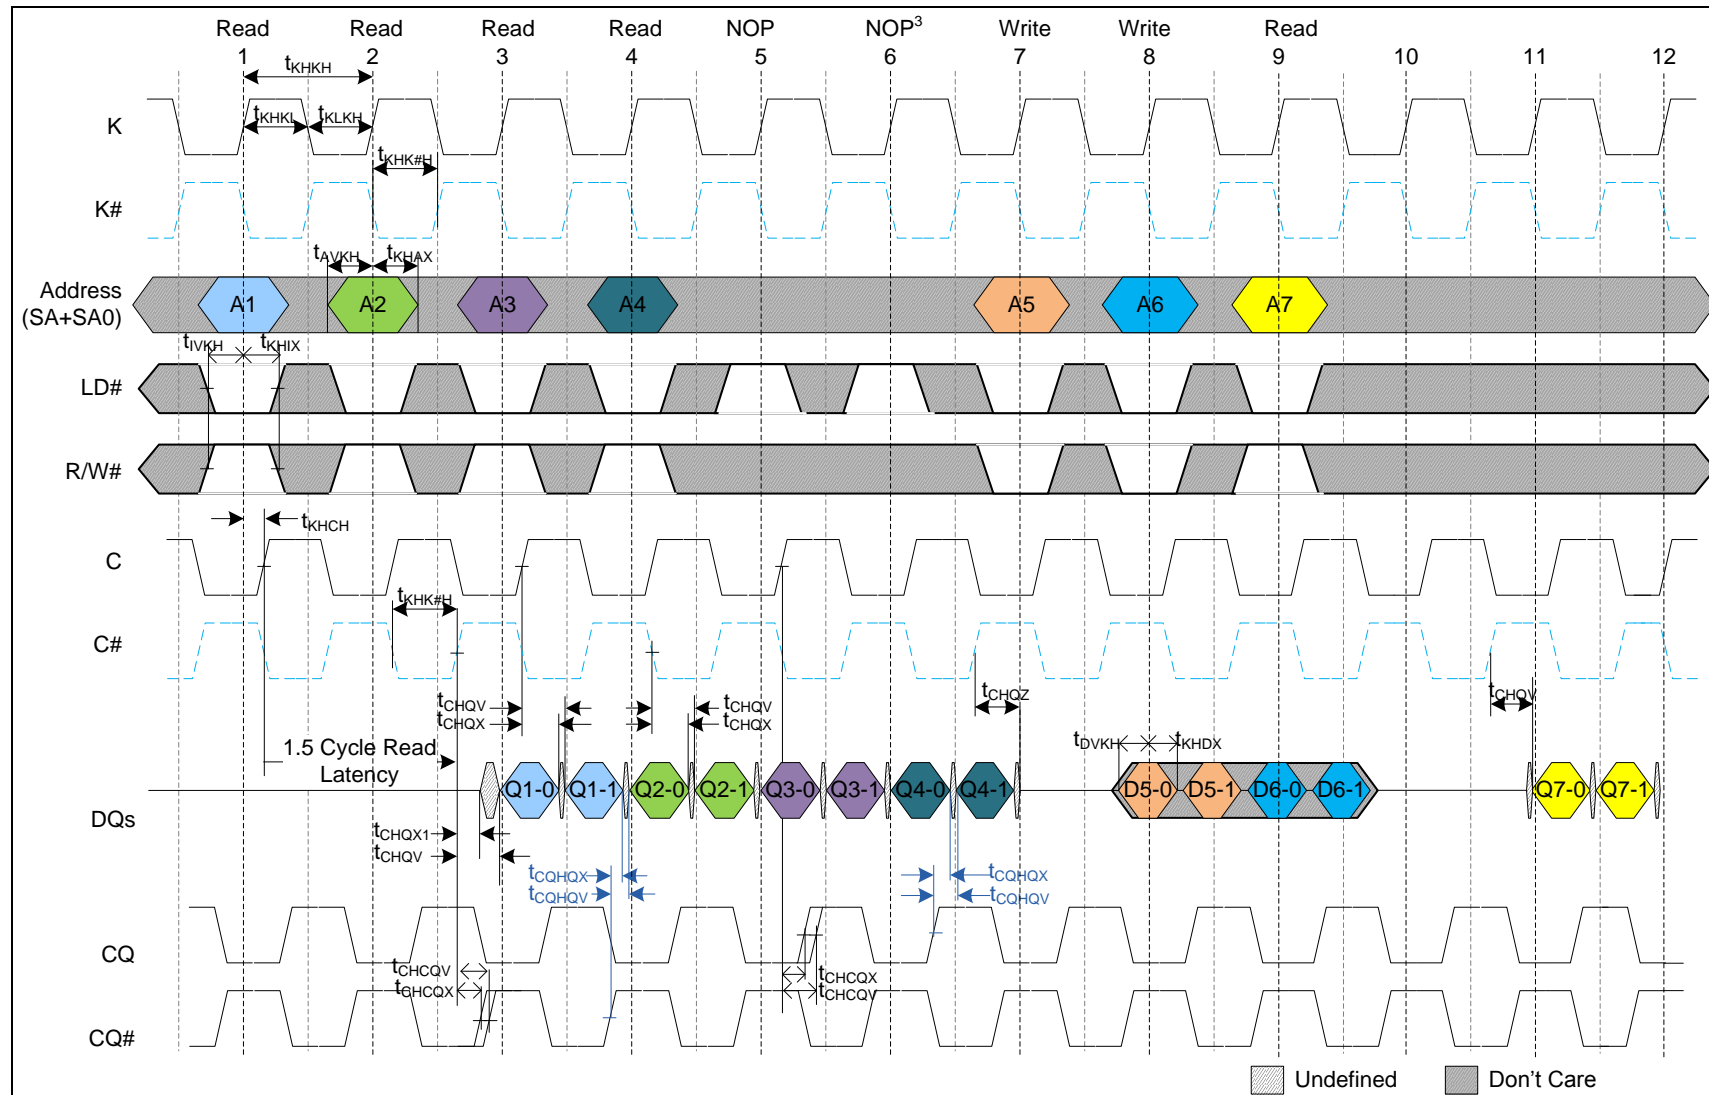 Read Read Read Read NOP NOP3 Write Write Read
1 2 3 4 5 6 7 8 9 10 11 12
tKHKH
K
tKHKL tKLKH
tKHK#H
K#
tAVKH tKHAX
Address
(SA+SA0)
A1 A2 A3 A4 A5 A6 A7
tIVKH tKHIX
LD#
R/W#
tKHCH
C
tKHK#H
C#
tCHQV tCHQV tCHQZ tCHQV
tCHQX tCHQX
1.5 Cycle Read
Latency
tDVKH tKHDX
Q1-0 Q1-1 Q2-0 Q2-1 Q3-0 Q3-1 Q4-0 Q4-1 D5-0 D5-1 D6-0 D6-1 Q7-0 Q7-1
DQs
tCHQX1
tCHQV
tCQHQX tCQHQX
tCQHQV tCQHQV
CQ
tCHCQV tCHCQX
tCHCQX tCHCQV
CQ#
Undefined Don't Care